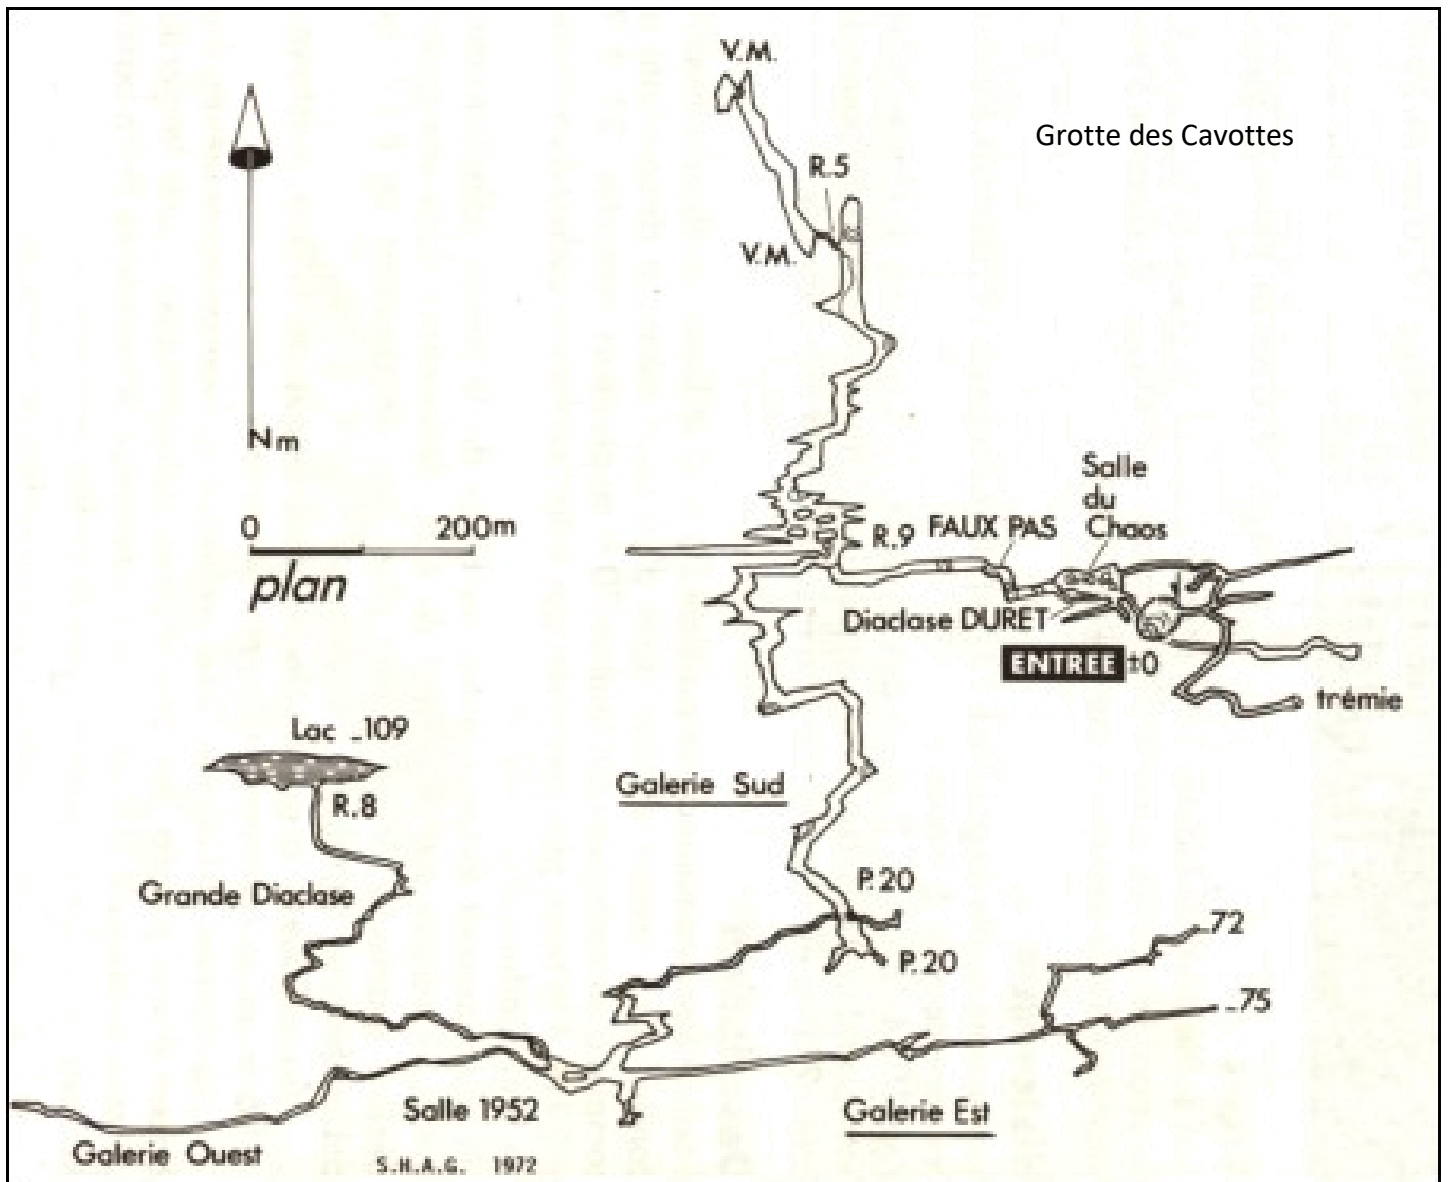 V.M.
Grotte des Cavottes
R.5
V.M.
Nm
Salle
du
Chaos
0 200m
R.9 FAUX PAS
plan
Diaclase DURET
ENTREE ±0
trémie
Lac _109
R.8
Galerie Sud
Grande Diaclase
P.20
P.20
_72
_75
Salle 1952
Galerie Est
Galerie Ouest
S.H.A.G. 1972